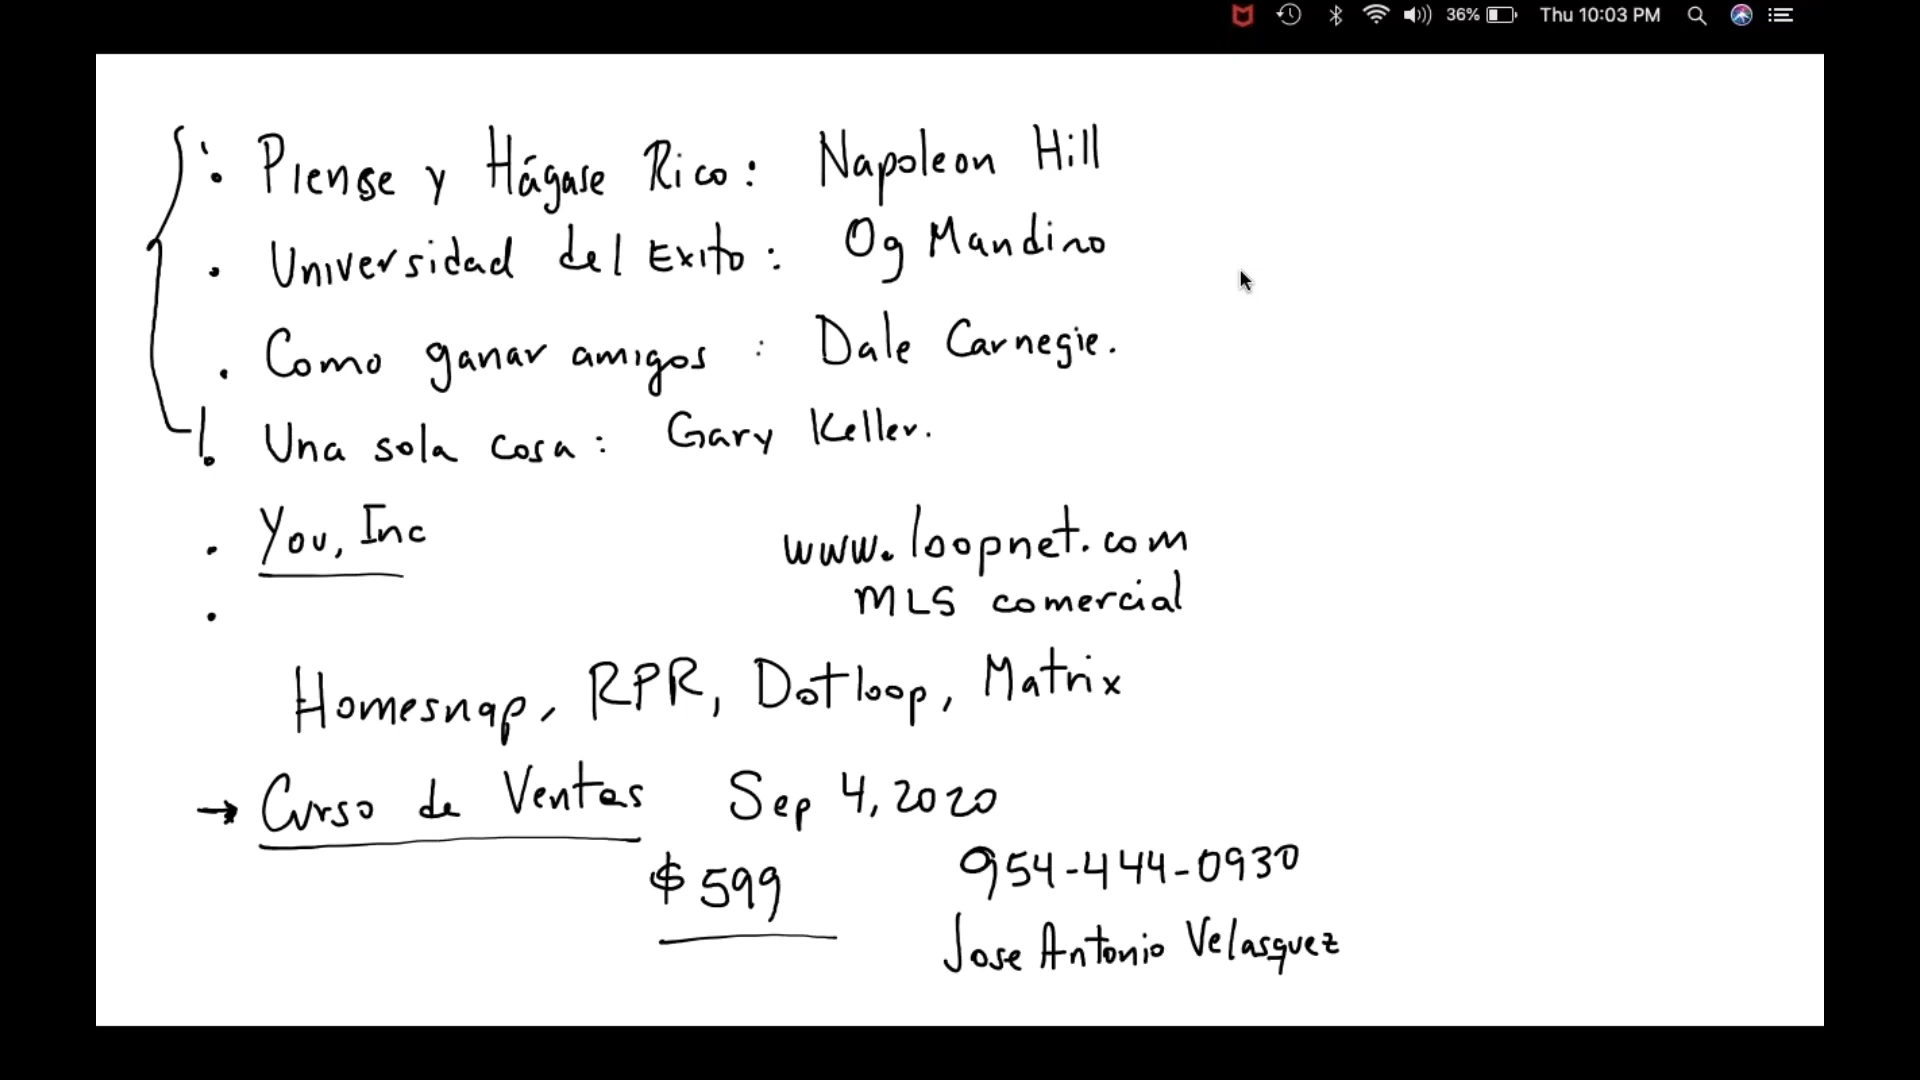 36% Thu 10:03 PM
• Piense y Hágase Rico: Napoleon Hill
• Universidad del Exito: Og Mandino
• Como ganar amigos : Dale Carnegie.
• Una sola cosa: Gary Keller.
• You, Inc
www.loopnet.com
•
MLS comercial
Homesnap, RPR, Dotloop, Matrix
→ Curso de Ventas Sep 4, 2020
$599 954-444-0930
Jose Antonio Velasquez